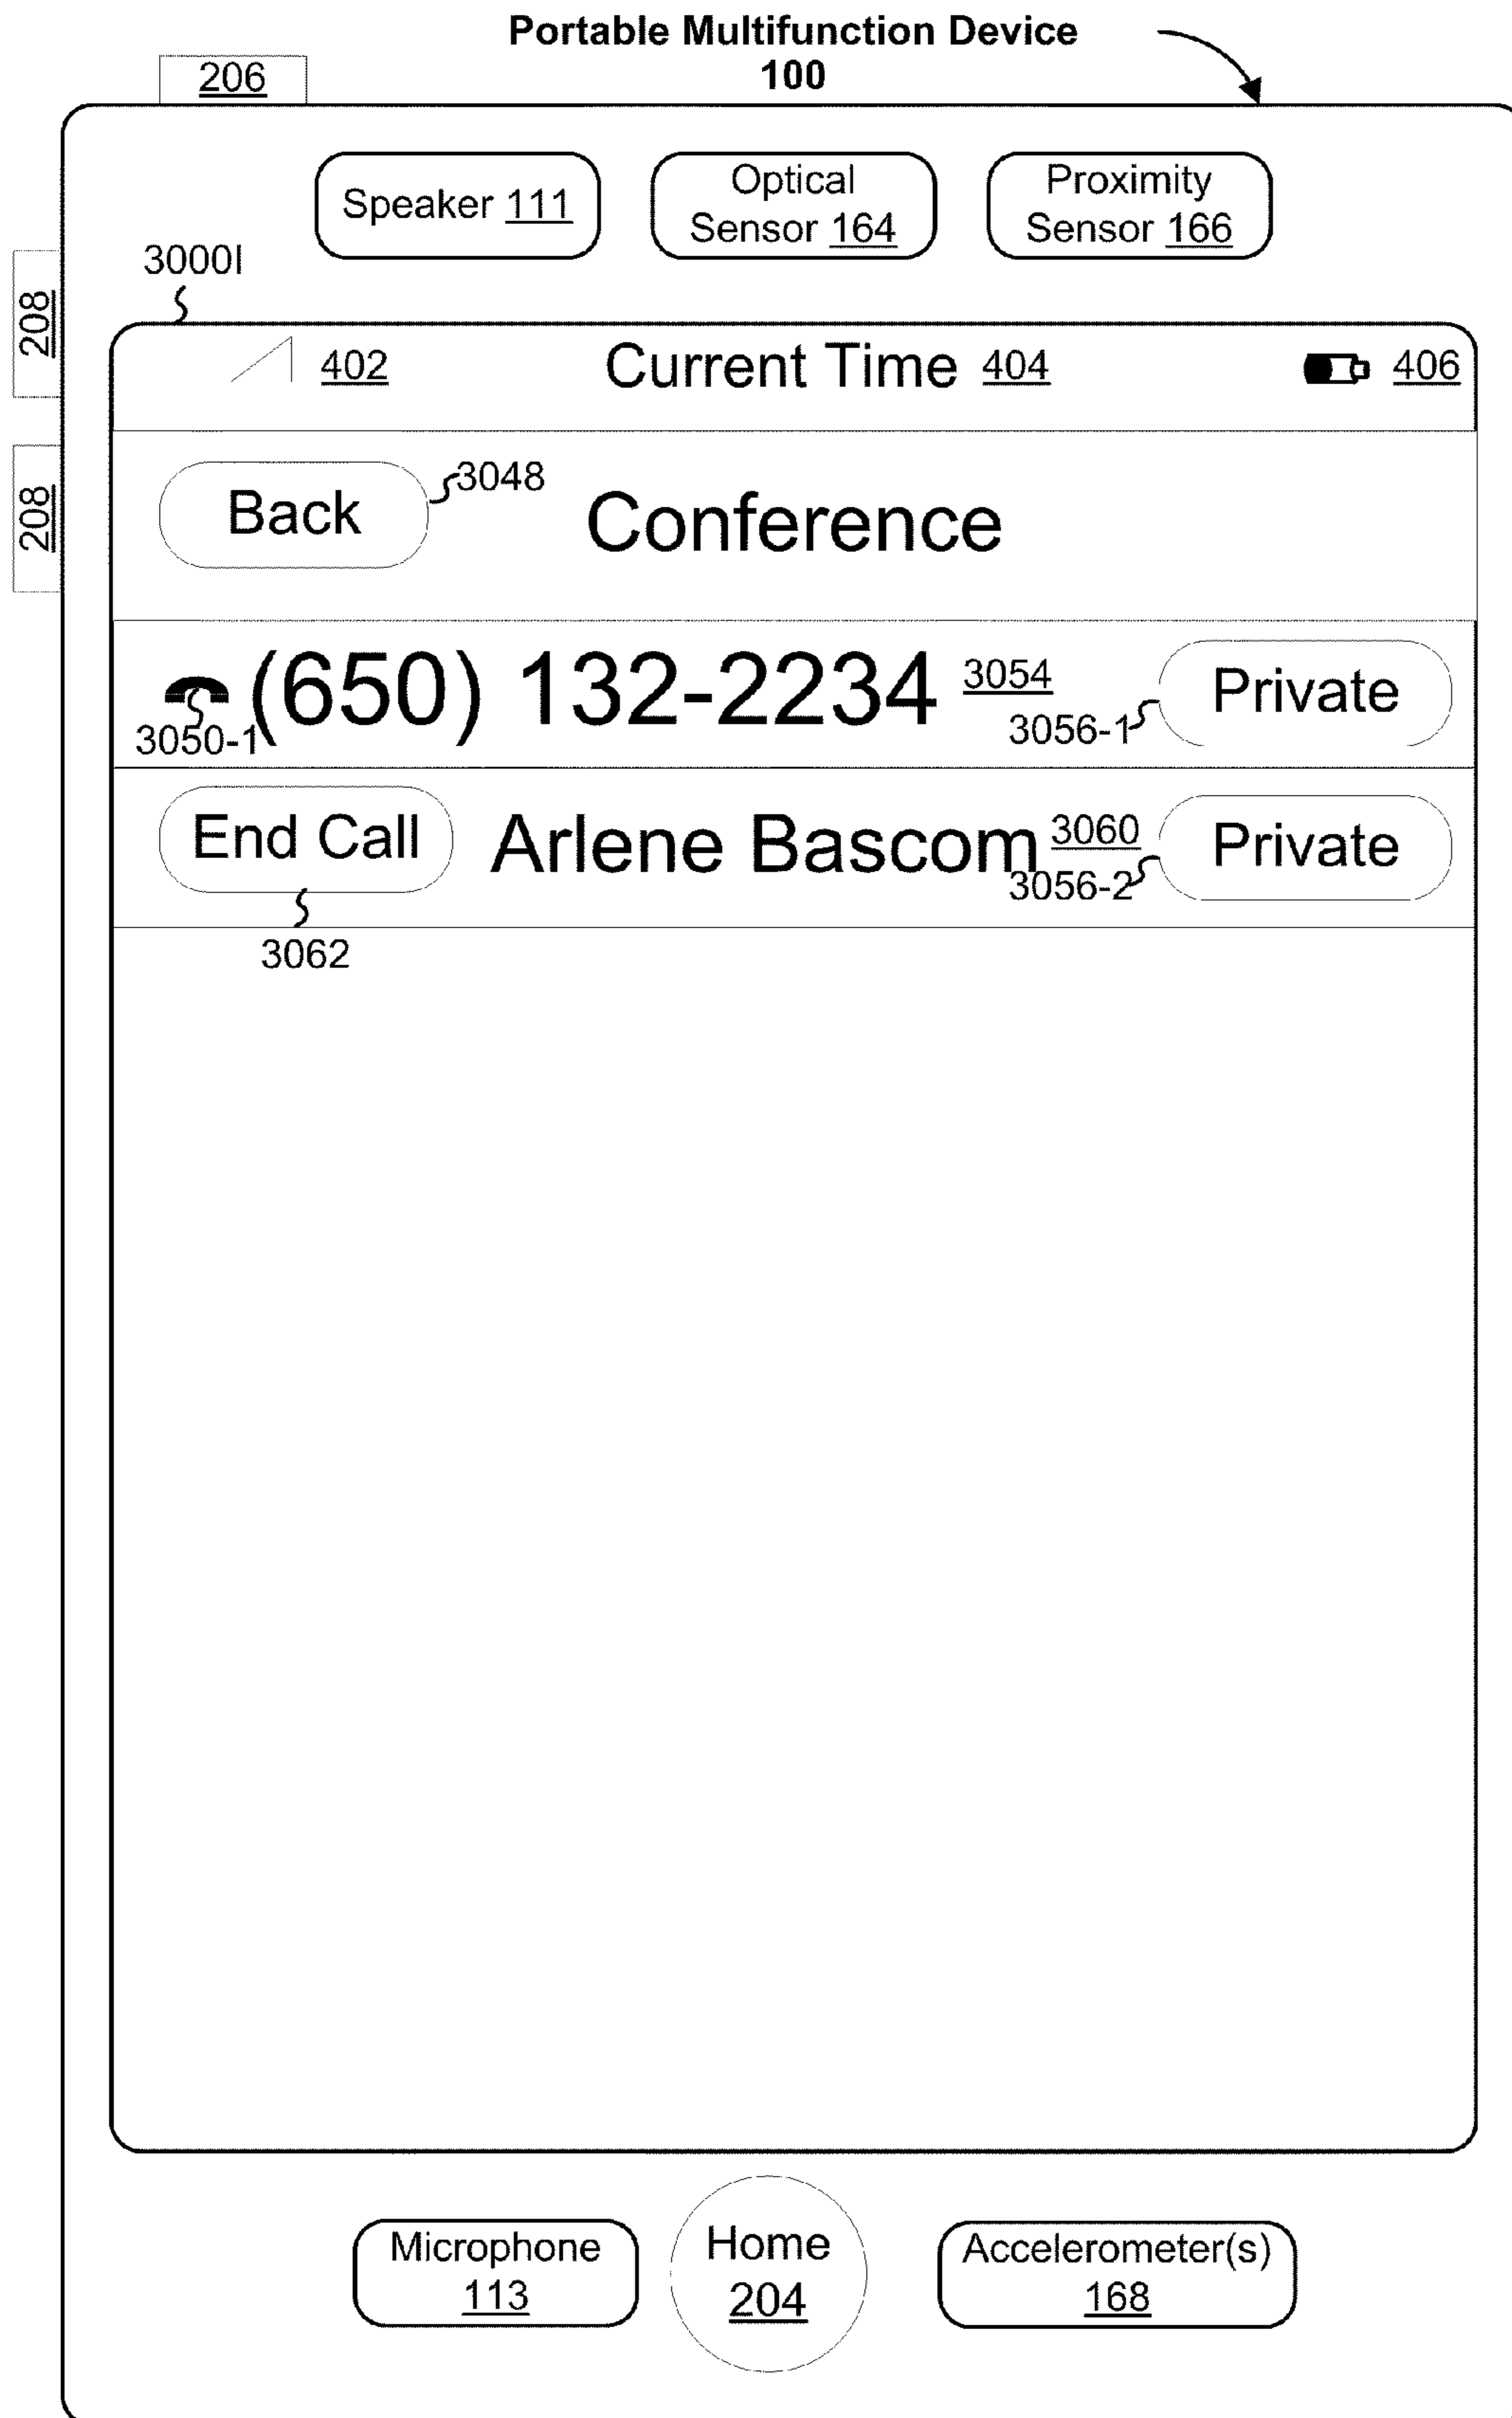 Portable Multifunction Device
100
206
Speaker 111
Optical
Sensor 164
Proximity
Sensor 166
3000I
208
402
Current Time 404
406
208
Back
3048
Conference
(650) 132-2234
3054
Private
3050-1
3056-1
End Call
Arlene Bascom
3060
Private
3056-2
3062
Microphone
113
Home
204
Accelerometer(s)
168